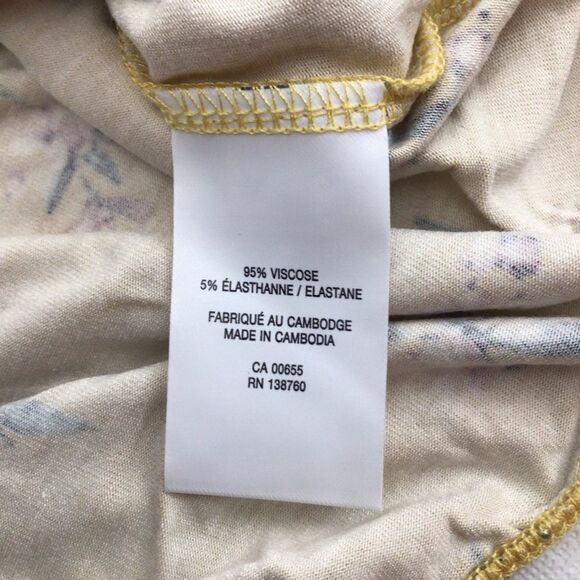 95% VISCOSE
5% ÉLASTHANNE / ELASTANE
FABRIQUÉ AU CAMBODGE
MADE IN CAMBODIA
CA 00655
RN 138760